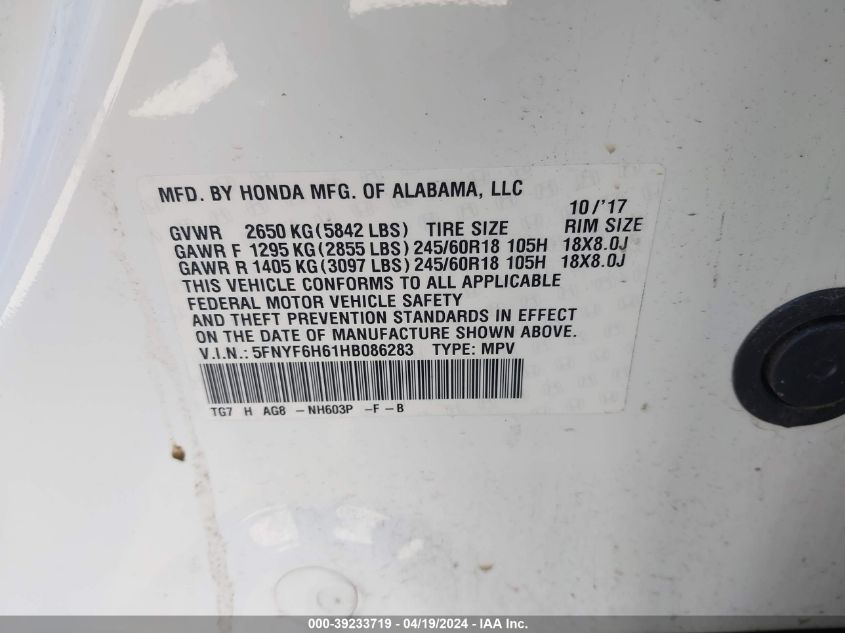 MFD. BY HONDA MFG. OF ALABAMA, LLC
10/'17
GVWR 2650 KG(5842 LBS) TIRE SIZE RIM SIZE
GAWR F 1295 KG(2855 LBS) 245/60R18 105H 18X8.0J
GAWR R 1405 KG(3097 LBS) 245/60R18 105H 18X8.0J
THIS VEHICLE CONFORMS TO ALL APPLICABLE
FEDERAL MOTOR VEHICLE SAFETY
AND THEFT PREVENTION STANDARDS IN EFFECT
ON THE DATE OF MANUFACTURE SHOWN ABOVE.
V.I.N.: 5FNYF6H61HB086283 TYPE: MPV
TG7 H AG8 -NH603P -F-B
000-39233719 - 04/19/2024 - IAA Inc.